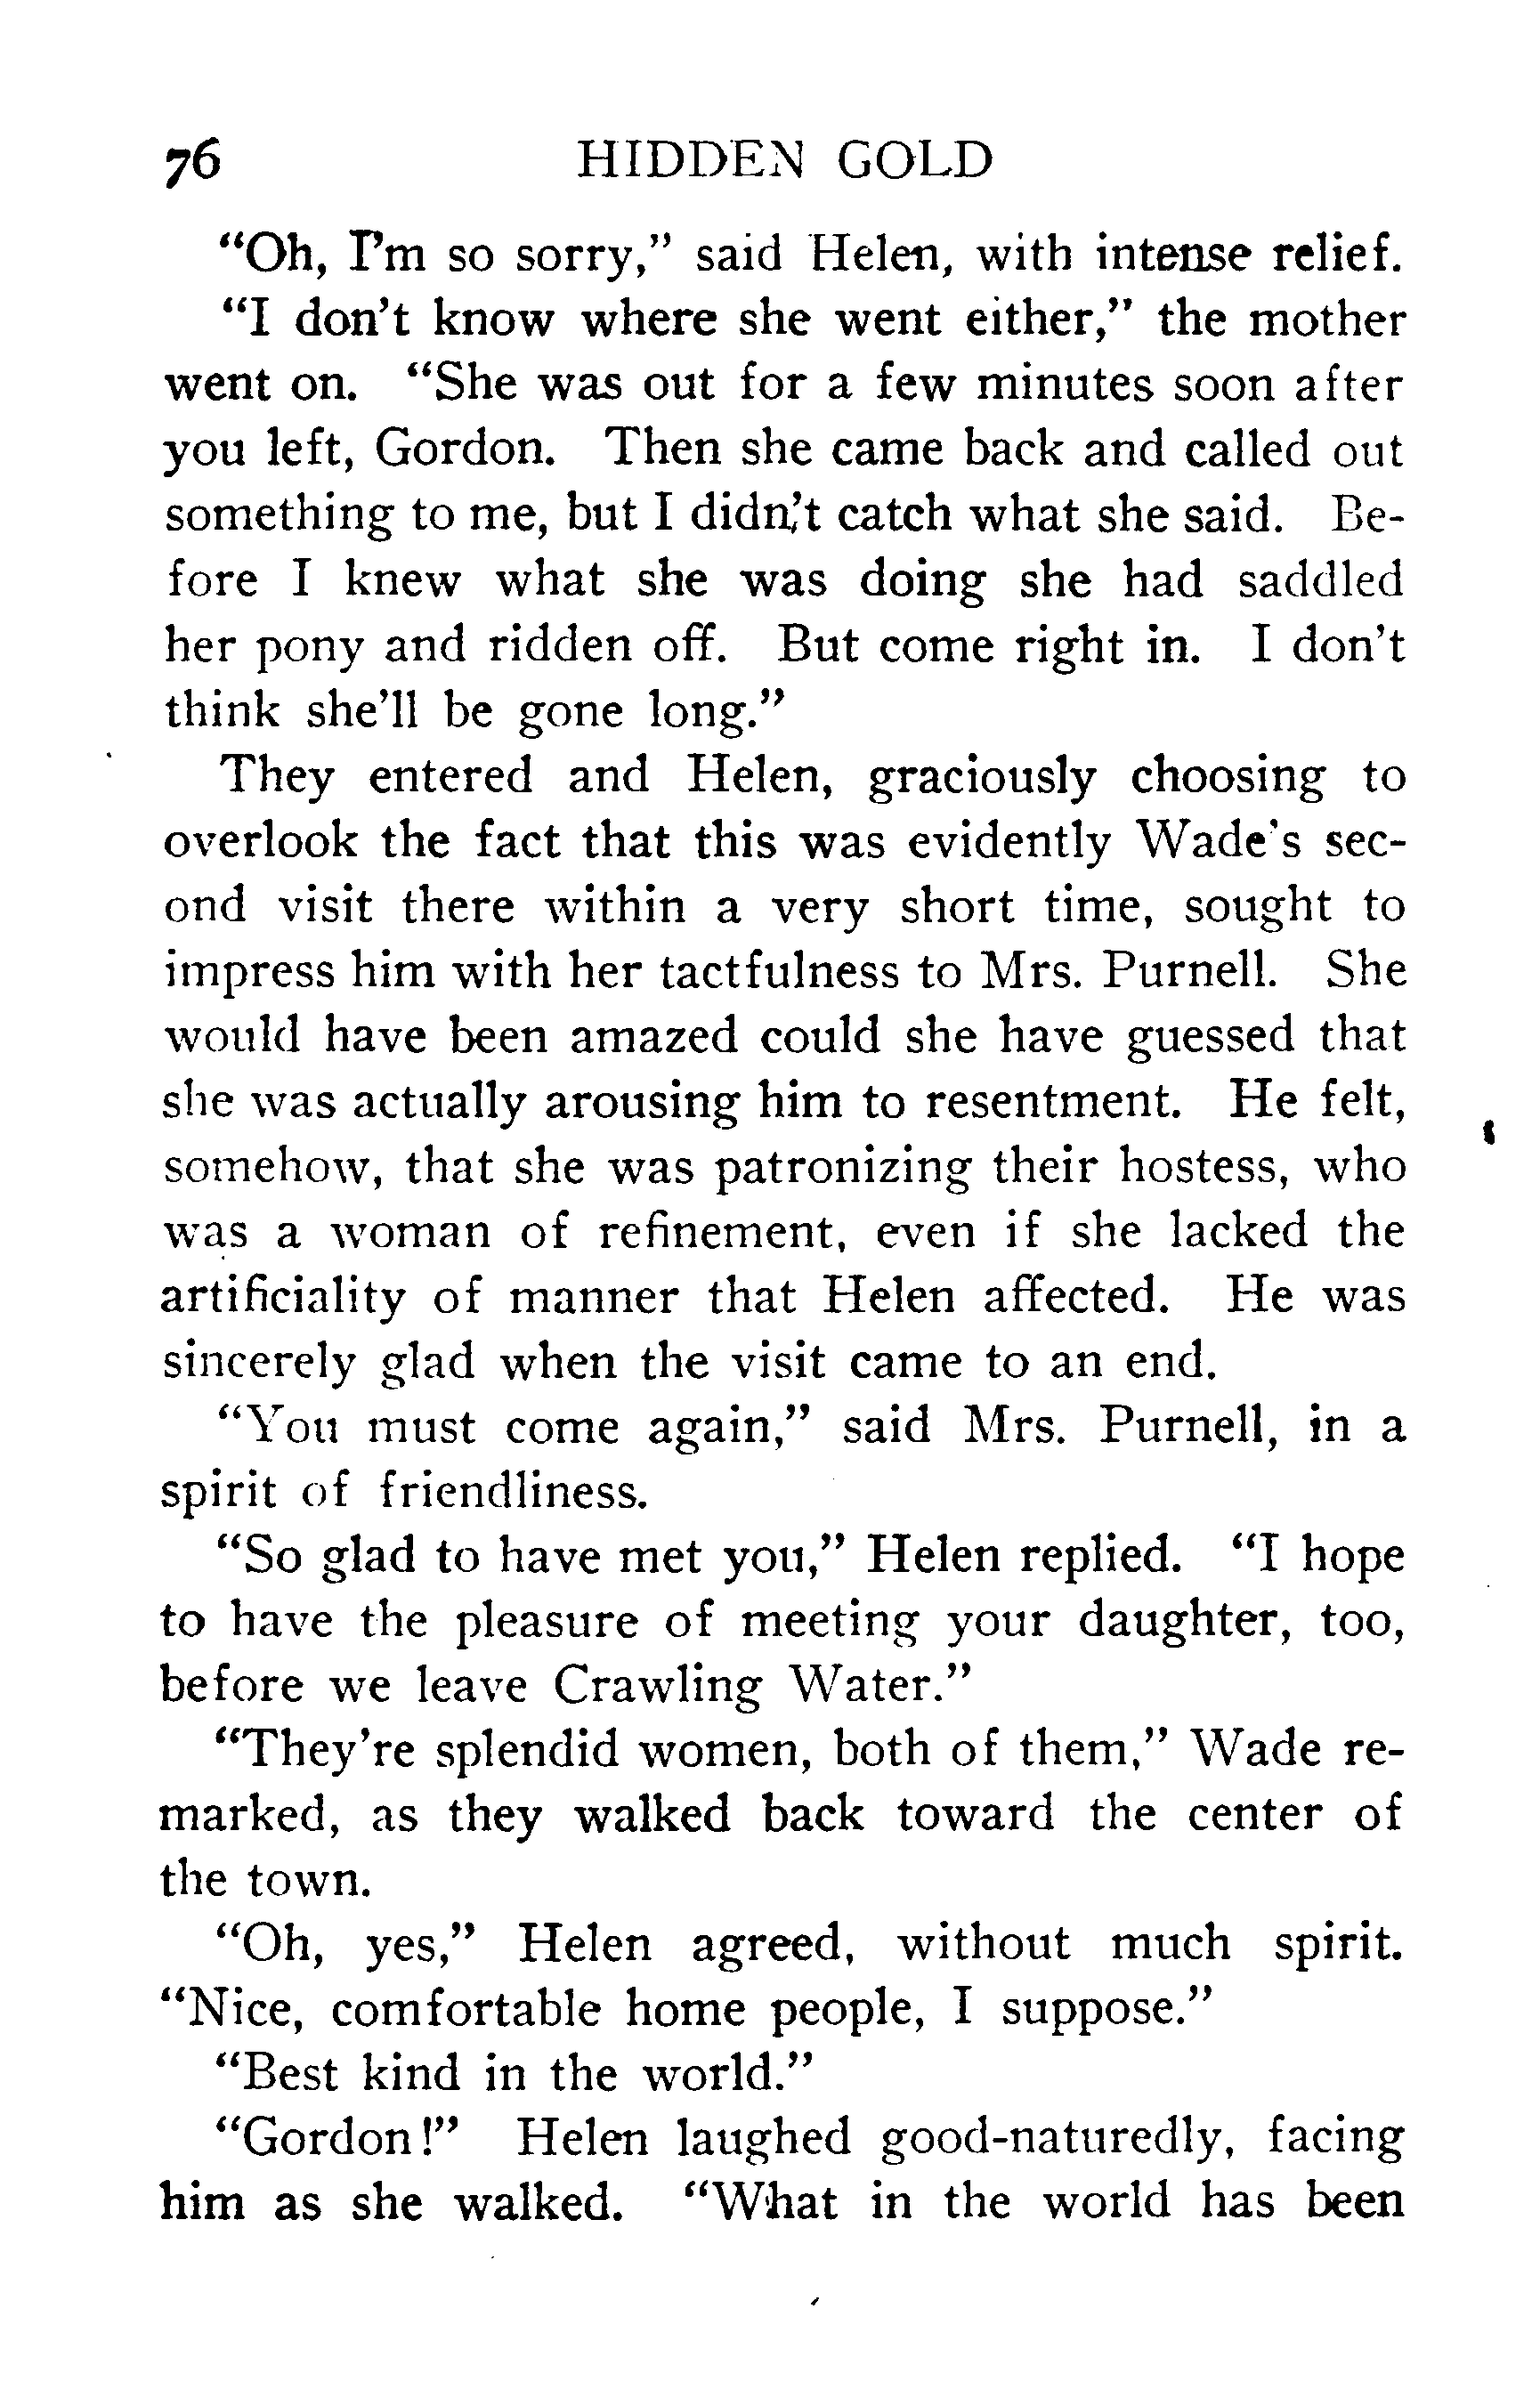 76 HIDDEN GOLD
"Oh, I'm so sorry," said Helen, with intense relief.
"I don't know where she went either," the mother
went on. "She was out for a few minutes soon after
you left, Gordon. Then she came back and called out
something to me, but I didn't catch what she said. Be-
fore I knew what she was doing she had saddled
her pony and ridden off. But come right in. I don't
think she'll be gone long."
They entered and Helen, graciously choosing to
overlook the fact that this was evidently Wade's sec-
ond visit there within a very short time, sought to
impress him with her tactfulness to Mrs. Purnell. She
would have been amazed could she have guessed that
she was actually arousing him to resentment. He felt,
somehow, that she was patronizing their hostess, who
was a woman of refinement, even if she lacked the
artificiality of manner that Helen affected. He was
sincerely glad when the visit came to an end.
"You must come again," said Mrs. Purnell, in a
spirit of friendliness.
"So glad to have met you," Helen replied. "I hope
to have the pleasure of meeting your daughter, too,
before we leave Crawling Water."
"They're splendid women, both of them," Wade re-
marked, as they walked back toward the center of
the town.
"Oh, yes," Helen agreed, without much spirit.
"Nice, comfortable home people, I suppose."
"Best kind in the world."
"Gordon!" Helen laughed good-naturedly, facing
him as she walked. "What in the world has been